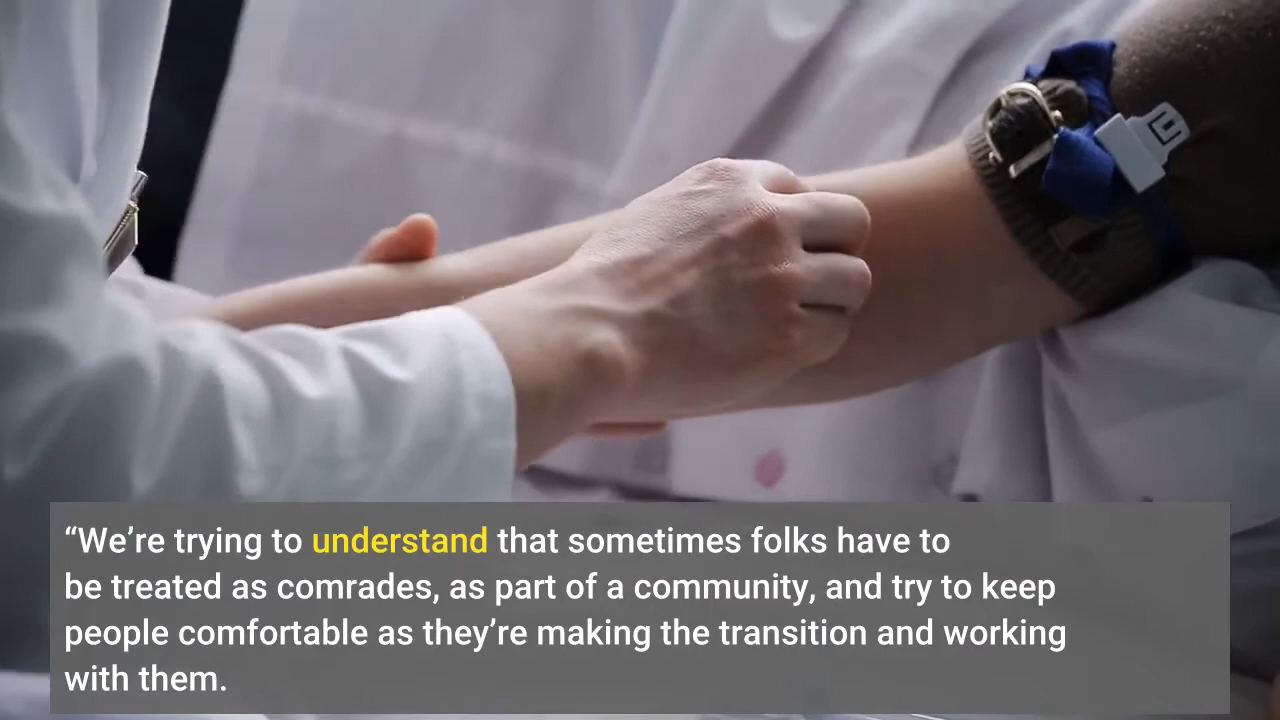 “We’re trying to understand that sometimes folks have to
be treated as comrades, as part of a community, and try to keep
people comfortable as they’re making the transition and working
with them.